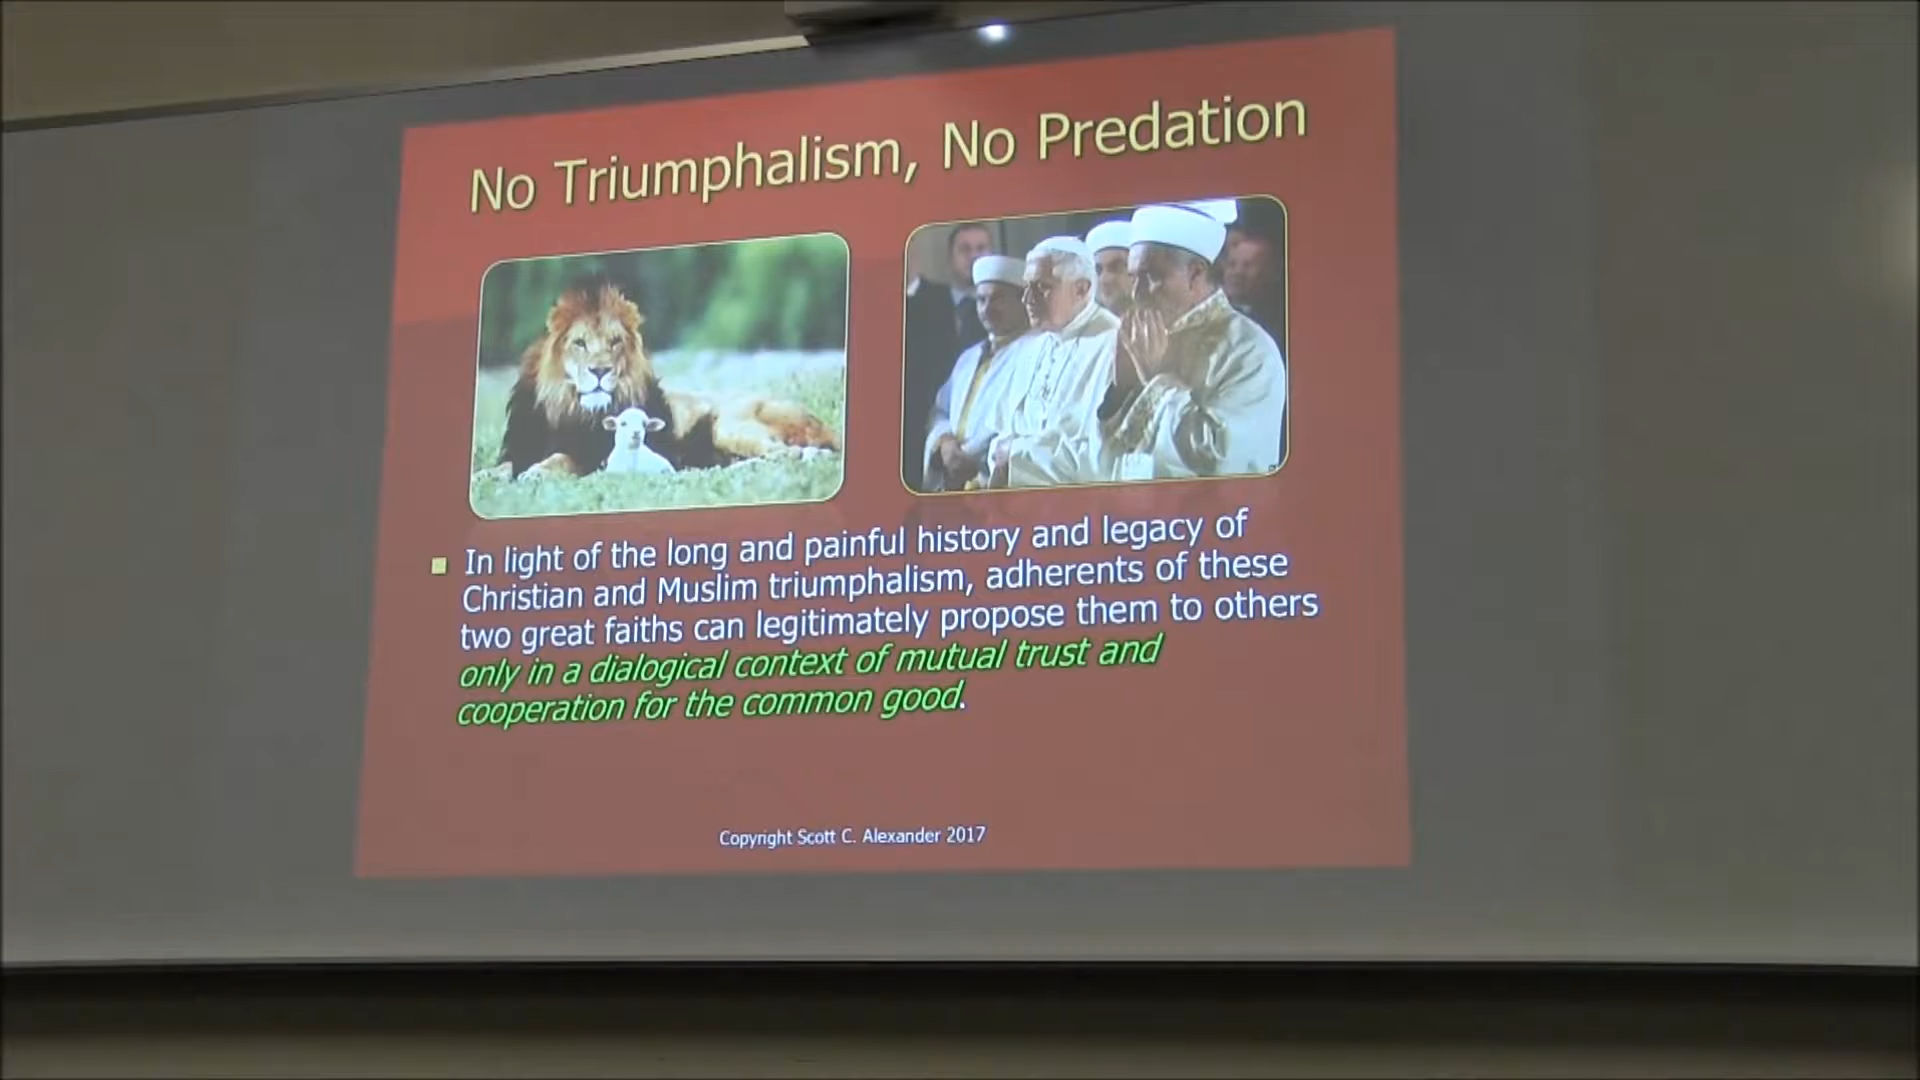 No Triumphalism, No Predation
In light of the long and painful history and legacy of
Christian and Muslim triumphalism, adherents of these
two great faiths can legitimately propose them to others
only in a dialogical context of mutual trust and
cooperation for the common good.
Copyright Scott C. Alexander 2017